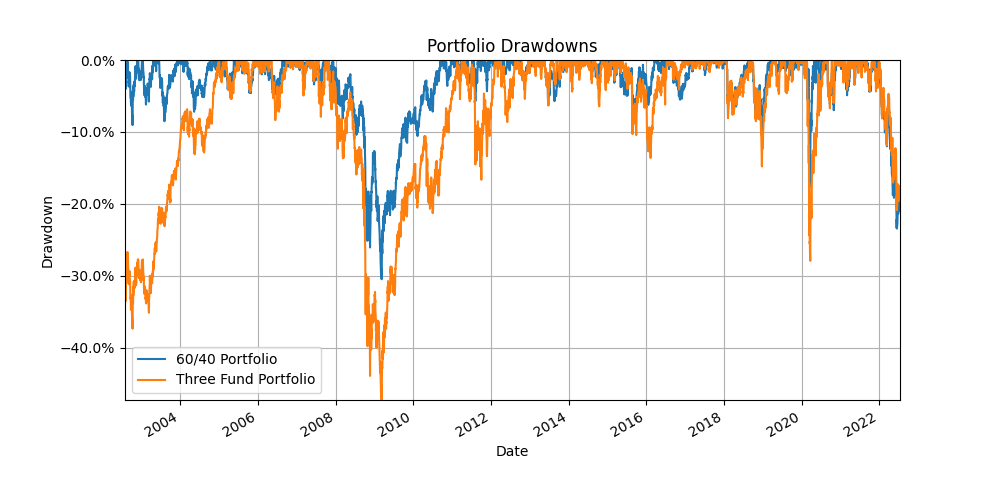 Portfolio Drawdowns
0.0%
−10.0%
−20.0%
−30.0%
−40.0%
Drawdown
60/40 Portfolio
Three Fund Portfolio
2004 2006 2008 2010 2012 2014 2016 2018 2020 2022
Date